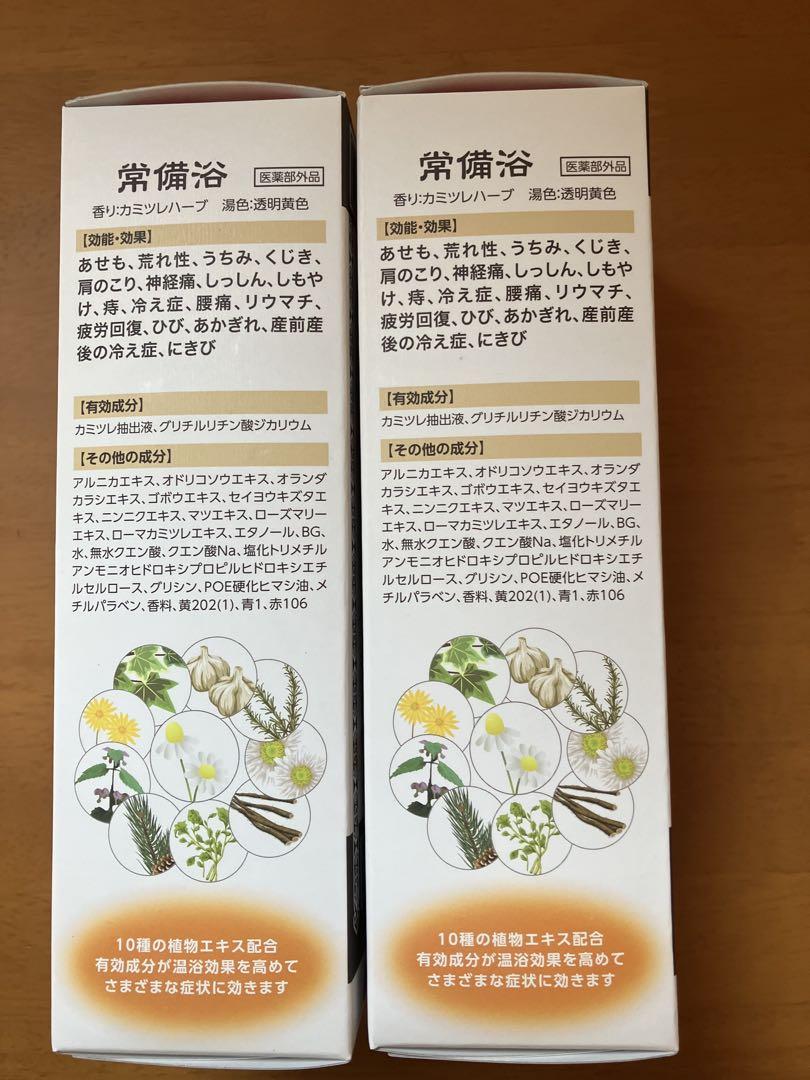 常備浴 医薬部外品
香り:カミツレハーブ 湯色:透明黄色
【効能・効果】
あせも、荒れ性、うちみ、くじき、
肩のこり、神経痛、しっしん、しもや
け、痔、冷え症、腰痛、リウマチ、
疲労回復、ひび、あかぎれ、産前産
後の冷え症、にきび
【有効成分】
カミツレ抽出液、グリチルリチン酸ジカリウム
【その他の成分】
アルニカエキス、オドリコソウエキス、オランダ
カラシエキス、ゴボウエキス、セイヨウキズタエ
キス、ニンニクエキス、マツエキス、ローズマリー
エキス、ローマカミツレエキス、エタノール、BG、
水、無水クエン酸、クエン酸Na、塩化トリメチル
アンモニオヒドロキシプロピルヒドロキシエチ
ルセルロース、グリシン、POE硬化ヒマシ油、メ
チルパラベン、香料、黄202(1)、青1、赤106
10種の植物エキス配合
有効成分が温浴効果を高めて
さまざまな症状に効きます
常備浴 医薬部外品
香り:カミツレハーブ 湯色:透明黄色
【効能・効果】
あせも、荒れ性、うちみ、くじき、
肩のこり、神経痛、しっしん、しもや
け、痔、冷え症、腰痛、リウマチ、
疲労回復、ひび、あかぎれ、産前産
後の冷え症、にきび
【有効成分】
カミツレ抽出液、グリチルリチン酸ジカリウム
【その他の成分】
アルニカエキス、オドリコソウエキス、オランダ
カラシエキス、ゴボウエキス、セイヨウキズタエ
キス、ニンニクエキス、マツエキス、ローズマリー
エキス、ローマカミツレエキス、エタノール、BG、
水、無水クエン酸、クエン酸Na、塩化トリメチル
アンモニオヒドロキシプロピルヒドロキシエチ
ルセルロース、グリシン、POE硬化ヒマシ油、メ
チルパラベン、香料、黄202(1)、青1、赤106
10種の植物エキス配合
有効成分が温浴効果を高めて
さまざまな症状に効きます